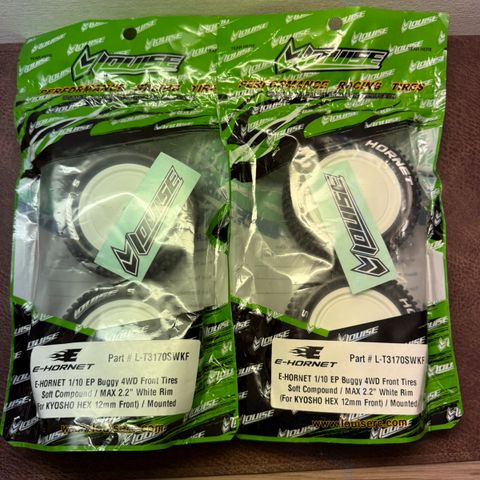 LOUISE
PERFORMANCE RACING TIRES
LOUISE
E-HORNET
Part # L-T3170SWKF
E-HORNET 1/10 EP Buggy 4WD Front Tires
Soft Compound / MAX 2.2" White Rim
(For KYOSHO HEX 12mm Front) / Mounted
LOUISE
PERFORMANCE RACING TIRES
HORNET
LOUISE
E-HORNET
Part # L-T3170SWKF
E-HORNET 1/10 EP Buggy 4WD Front Tires
Soft Compound / MAX 2.2" White Rim
(For KYOSHO HEX 12mm Front) / Mounted
www.louiserc.com